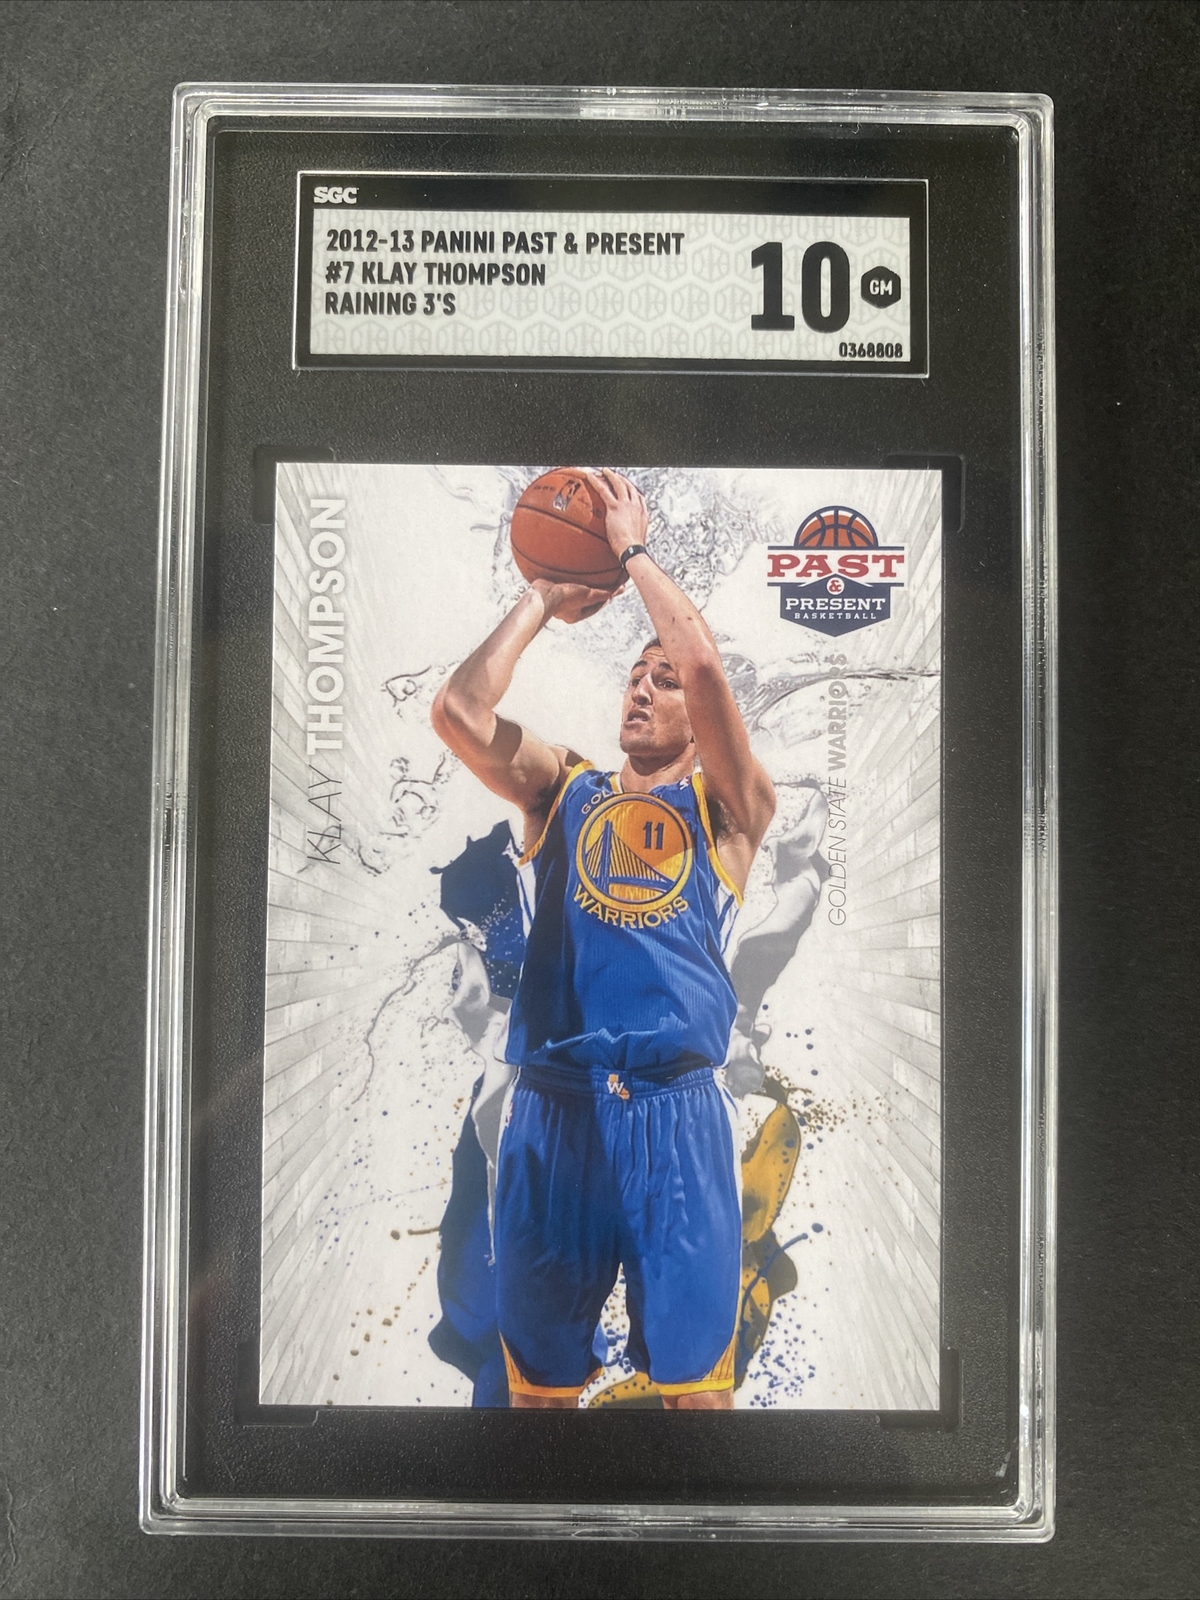 SGC
2012-13 PANINI PAST & PRESENT
#7 KLAY THOMPSON
RAINING 3'S
10
GM
0368808
KLAY THOMPSON
PAST
&
PRESENT
BASKETBALL
GOLDEN STATE WARRIORS
GOL
11
WARRIORS
W